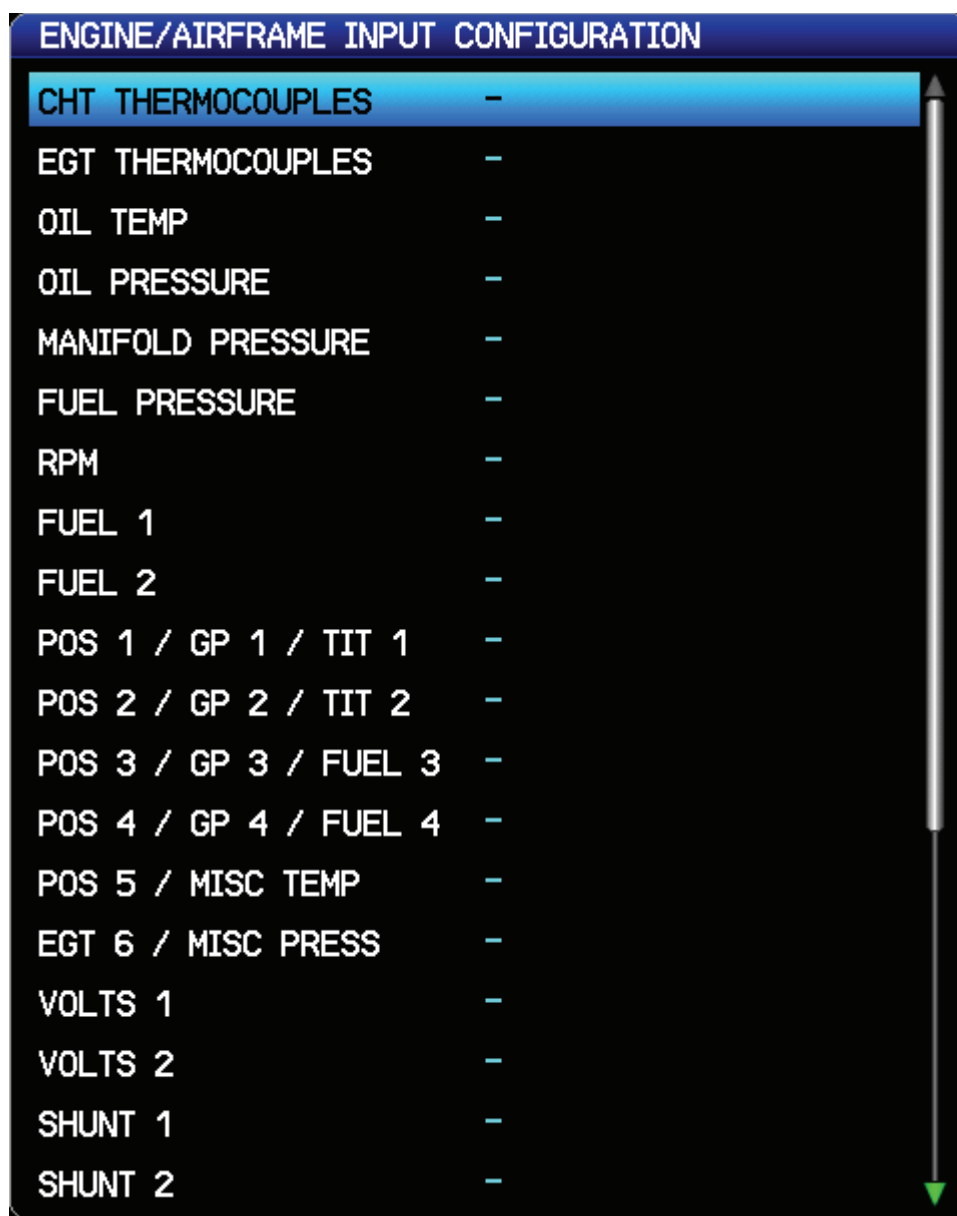 ENGINE/AIRFRAME INPUT CONFIGURATION
CHT THERMOCOUPLES -
EGT THERMOCOUPLES -
OIL TEMP -
OIL PRESSURE -
MANIFOLD PRESSURE -
FUEL PRESSURE -
RPM -
FUEL 1 -
FUEL 2 -
POS 1 / GP 1 / TIT 1 -
POS 2 / GP 2 / TIT 2 -
POS 3 / GP 3 / FUEL 3 -
POS 4 / GP 4 / FUEL 4 -
POS 5 / MISC TEMP -
EGT 6 / MISC PRESS -
VOLTS 1 -
VOLTS 2 -
SHUNT 1 -
SHUNT 2 -